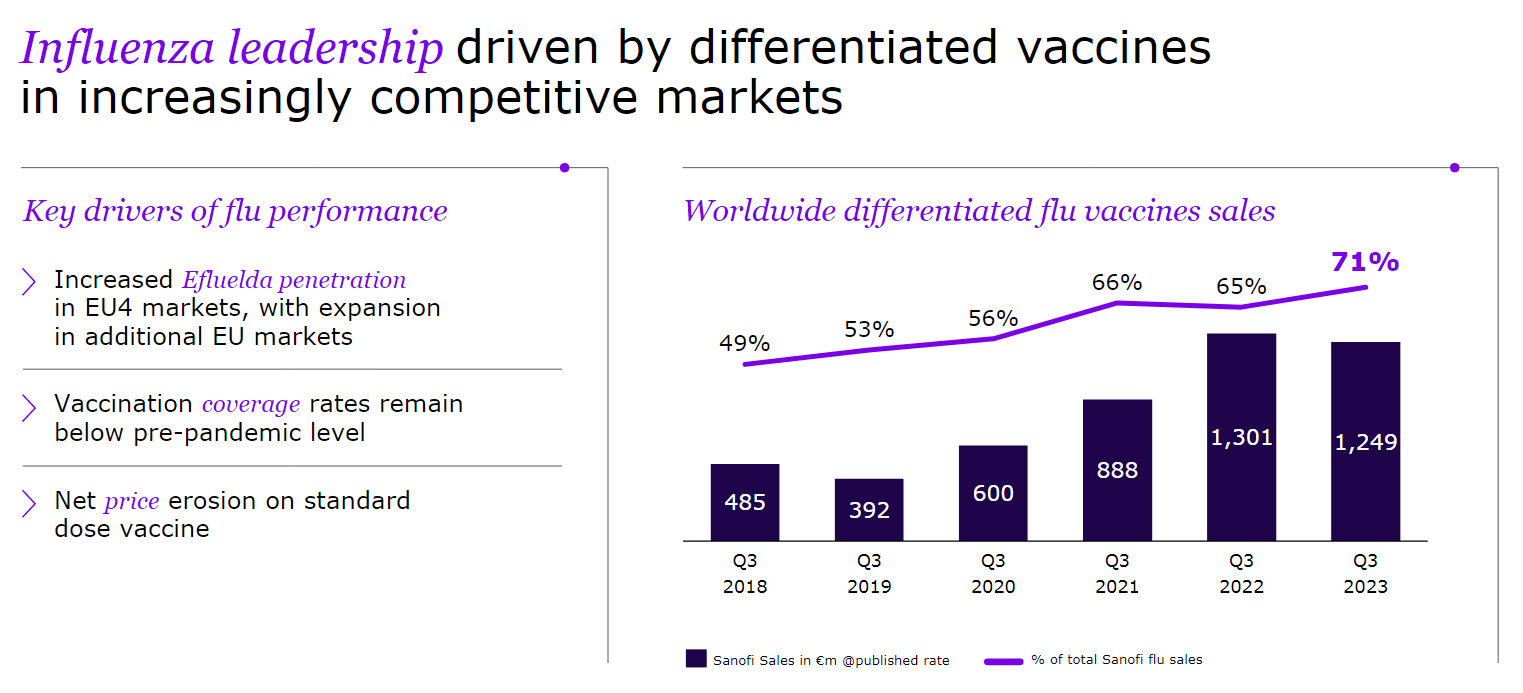 Influenza leadership driven by differentiated vaccines
in increasingly competitive markets
Key drivers of flu performance
Increased Efluelda penetration
in EU4 markets, with expansion
in additional EU markets
Vaccination coverage rates remain
below pre-pandemic level
Net price erosion on standard
dose vaccine
Worldwide differentiated flu vaccines sales
49%
53%
56%
66%
65%
71%
485
392
600
888
1,301
1,249
Q3
2018
Q3
2019
Q3
2020
Q3
2021
Q3
2022
Q3
2023
Sanofi Sales in €m @published rate
% of total Sanofi flu sales